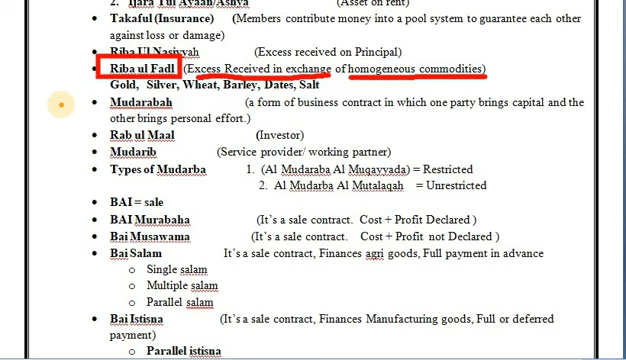 2. Ijara Tul Ayaan/Ashya (Asset on rent)
Takaful (Insurance) (Members contribute money into a pool system to guarantee each other
against loss or damage)
Riba Ul Nasiyyah (Excess received on Principal)
Riba ul Fadl (Excess Received in exchange of homogeneous commodities)
Gold, Silver, Wheat, Barley, Dates, Salt
Mudarabah (a form of business contract in which one party brings capital and the
other brings personal effort.)
Rab ul Maal (Investor)
Mudarib (Service provider/ working partner)
Types of Mudarba 1. (Al Mudaraba Al Muqayyada) = Restricted
2. Al Mudarba Al Mutalaqah = Unrestricted
BAI = sale
BAI Murabaha (It's a sale contract. Cost + Profit Declared )
Bai Musawama (It's a sale contract. Cost + Profit not Declared )
Bai Salam It's a sale contract, Finances agri goods, Full payment in advance
o Single salam
o Multiple salam
o Parallel salam
Bai Istisna (It's a sale contract, Finances Manufacturing goods, Full or deferred
payment)
o Parallel istisna